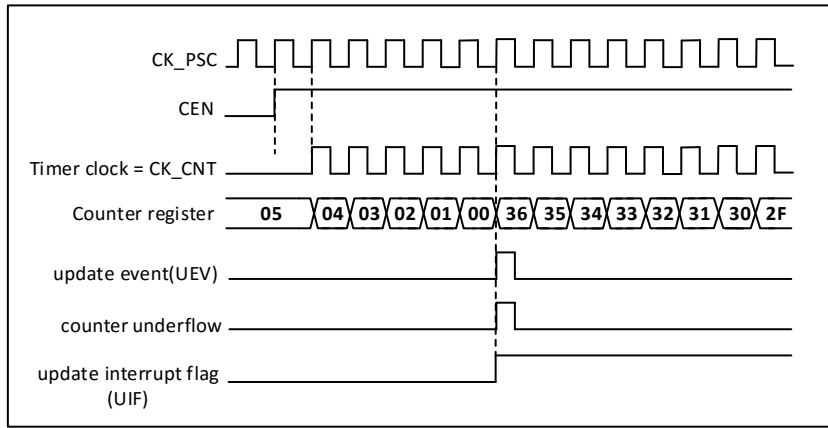 CK_PSC
CEN
Timer clock = CK_CNT
Counter register 05 04 03 02 01 00 36 35 34 33 32 31 30 2F
update event(UEV)
counter underflow
update interrupt flag
(UIF)